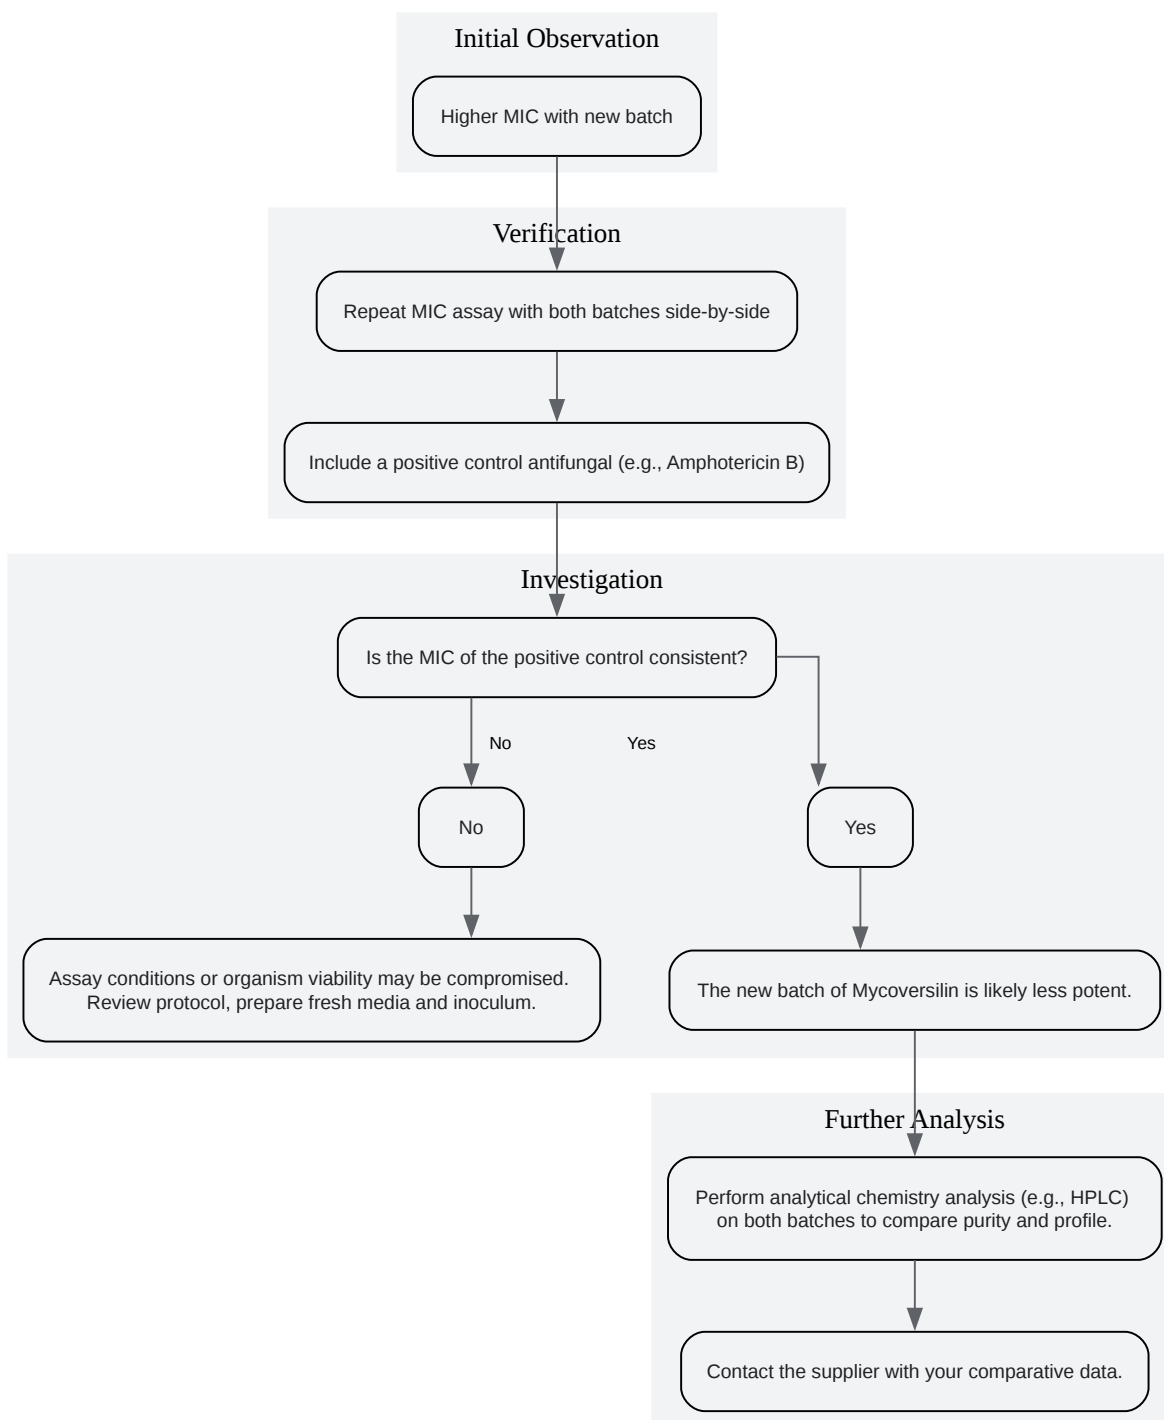 Initial Observation
Higher MIC with new batch
Verification
Repeat MIC assay with both batches side-by-side
Include a positive control antifungal (e.g., Amphotericin B)
Investigation
Is the MIC of the positive control consistent?
No
Yes
No
Yes
Assay conditions or organism viability may be compromised.
Review protocol, prepare fresh media and inoculum.
The new batch of Mycoversilin is likely less potent.
Further Analysis
Perform analytical chemistry analysis (e.g., HPLC)
on both batches to compare purity and profile.
Contact the supplier with your comparative data.